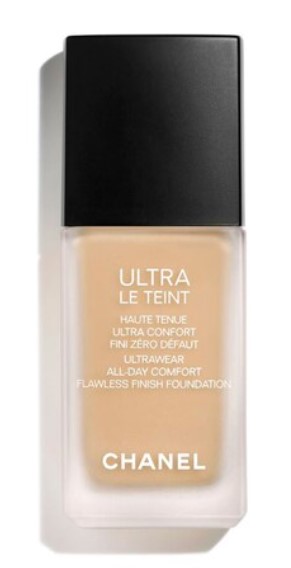 ULTRA
LE TEINT
HAUTE TENUE
ULTRA CONFORT
FINI ZÉRO DÉFAUT
ULTRAWEAR
ALL-DAY COMFORT
FLAWLESS FINISH FOUNDATION
CHANEL